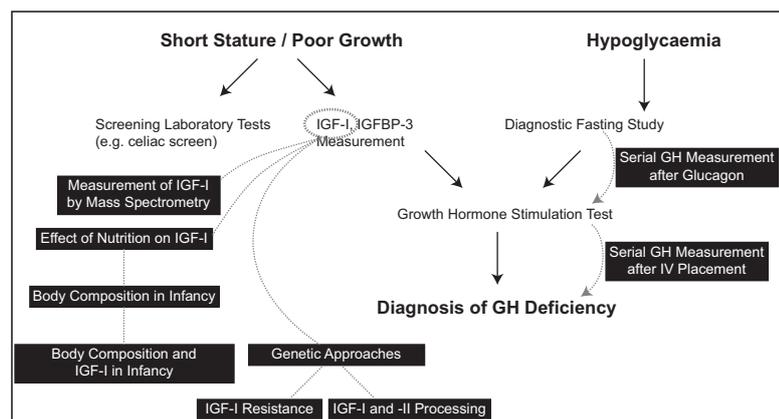 Short Stature / Poor Growth
Hypoglycaemia
Screening Laboratory Tests
(e.g. celiac screen)
IGF-I, IGFBP-3
Measurement
Diagnostic Fasting Study
Serial GH Measurement
after Glucagon
Measurement of IGF-I
by Mass Spectrometry
Growth Hormone Stimulation Test
Effect of Nutrition on IGF-I
Serial GH Measurement
after IV Placement
Body Composition in Infancy
Diagnosis of GH Deficiency
Body Composition and
IGF-I in Infancy
Genetic Approaches
IGF-I Resistance
IGF-I and -II Processing